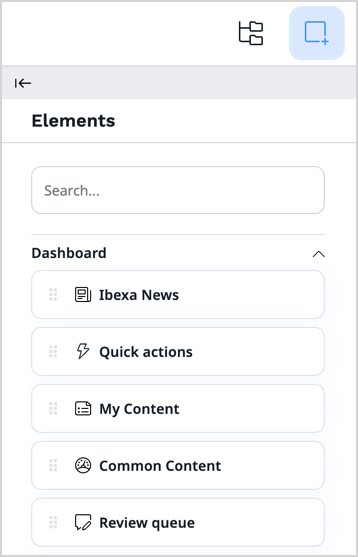 Elements
Search...
Dashboard
Ibexa News
Quick actions
My Content
Common Content
Review queue